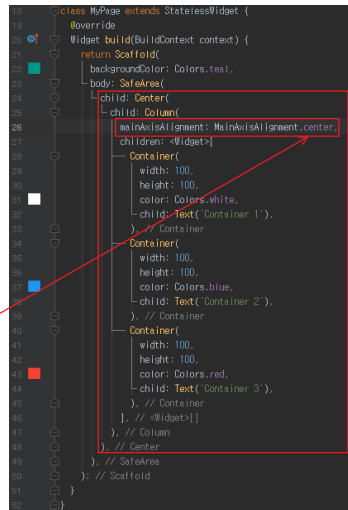 18 class MyPage extends StatelessWidget {
19 @override
20 Widget build(BuildContext context) {
21 return Scaffold(
22 backgroundColor: Colors.teal,
23 body: SafeArea(
24 child: Center(
25 child: Column(
26 mainAxisAlignment: MainAxisAlignment.center,
27 children: <Widget>[
28 Container(
29 width: 100,
30 height: 100,
31 color: Colors.white,
32 child: Text('Container 1'),
33 ), // Container
34 Container(
35 width: 100,
36 height: 100,
37 color: Colors.blue,
38 child: Text('Container 2'),
39 ), // Container
40 Container(
41 width: 100,
42 height: 100,
43 color: Colors.red,
44 child: Text('Container 3'),
45 ), // Container
46 ], // <Widget>[]
47 ), // Column
48 ), // Center
49 ), // SafeArea
50 ); // Scaffold
51 }
52 }